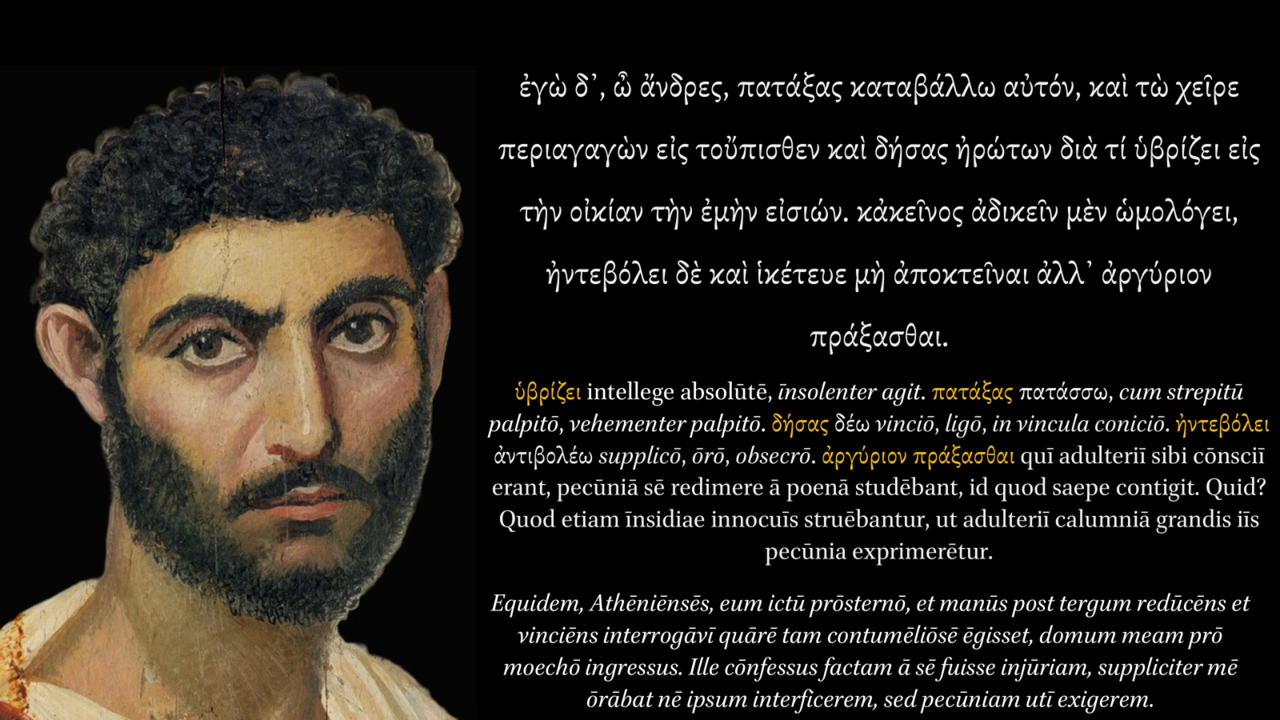 ἐγὼ δ’, ὦ ἄνδρες, πατάξας καταβάλλω αὐτόν, καὶ τὼ χεῖρε
περιαγαγὼν εἰς τοὔπισθεν καὶ δήσας ἠρώτων διὰ τί ὑβρίζει εἰς
τὴν οἰκίαν τὴν ἐμὴν εἰσιών. κἀκεῖνος ἀδικεῖν μὲν ὡμολόγει,
ἠντεβόλει δὲ καὶ ἱκέτευε μὴ ἀποκτεῖναι ἀλλ’ ἀργύριον
πράξασθαι.
ὑβρίζει intellege absolūtē, īnsolenter agit. πατάξας πατάσσω, cum strepitū
palpitō, vehementer palpitō. δήσας δέω vinciō, ligō, in vincula coniciō. ἠντεβόλει
ἀντιβολέω supplicō, ōrō, obsecrō. ἀργύριον πράξασθαι quī adulteriī sibi cōnsciī
erant, pecūniā sē redimere ā poenā studēbant, id quod saepe contigit. Quid?
Quod etiam īnsidiae innocuīs struēbantur, ut adulteriī calumniā grandis iīs
pecūnia exprimerētur.
Equidem, Athēniēnsēs, eum ictū prōsternō, et manūs post tergum redūcēns et
vinciēns interrogāvī quārē tam contumēliōsē ēgisset, domum meam prō
moechō ingressus. Ille cōnfessus factam ā sē fuisse injūriam, suppliciter mē
ōrābat nē ipsum interficerem, sed pecūniam utī exigerem.